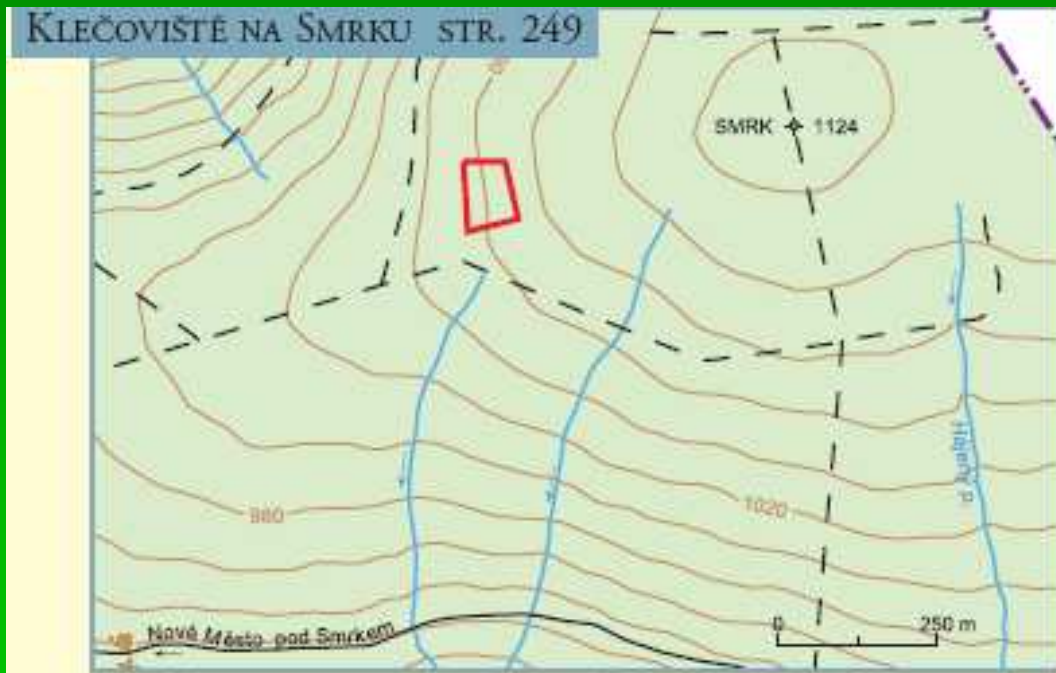 KLEČOVIŠTĚ NA SMRKU STR. 249
SMRK 1124
Hájený P.
980
1020
Nové Město pod Smrkem
0 250 m